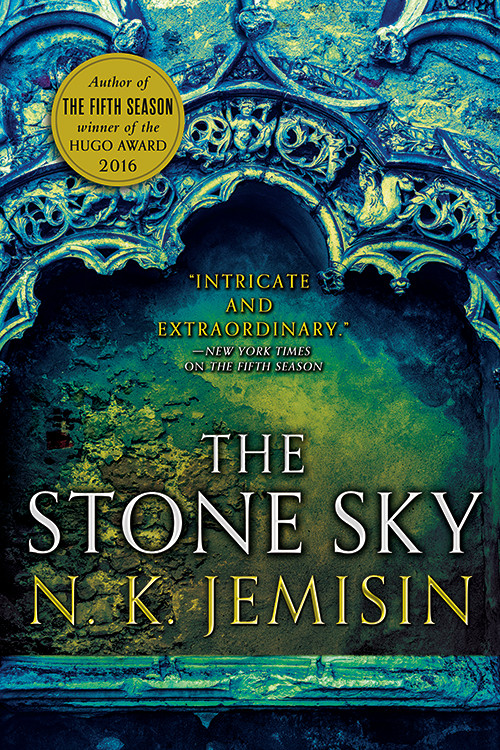 Author of
THE FIFTH SEASON
winner of the
HUGO AWARD
2016
"INTRICATE
AND
EXTRAORDINARY."
—NEW YORK TIMES
ON THE FIFTH SEASON
THE
STONE SKY
N. K. JEMISIN